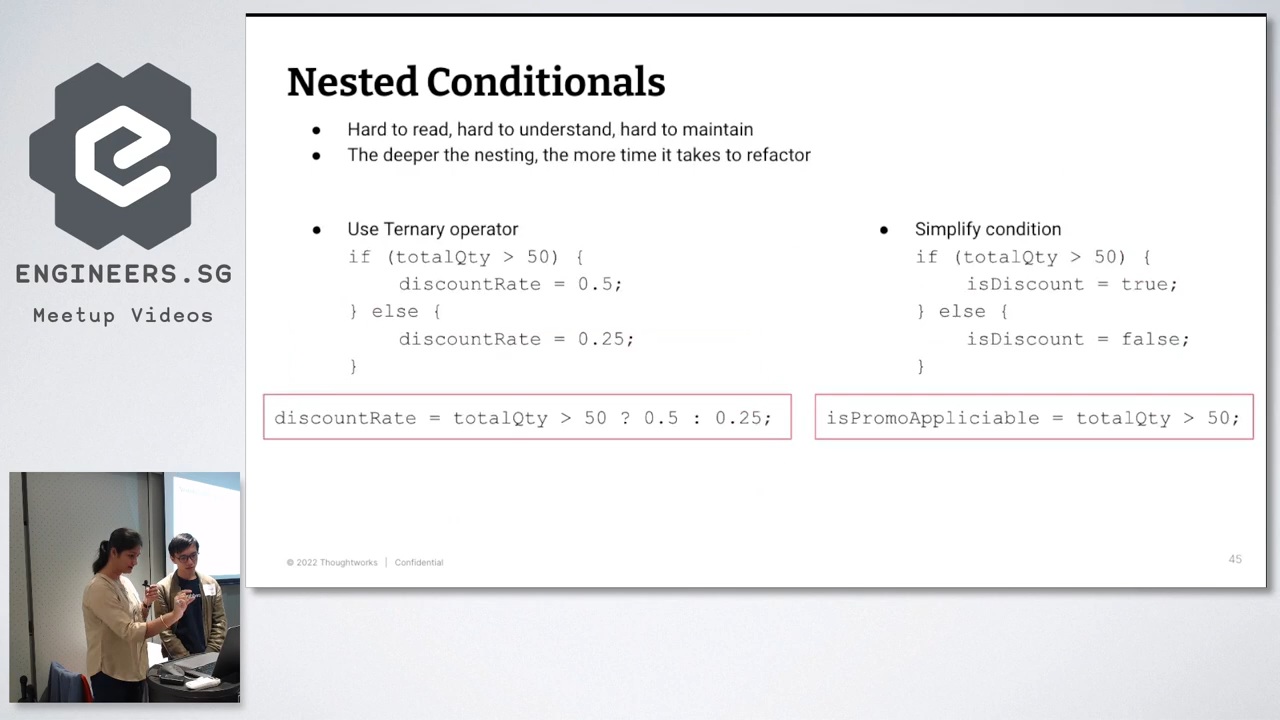 ENGINEERS.SG
Meetup Videos
Nested Conditionals
● Hard to read, hard to understand, hard to maintain
● The deeper the nesting, the more time it takes to refactor
● Use Ternary operator
if (totalQty > 50) {
discountRate = 0.5;
} else {
discountRate = 0.25;
}
discountRate = totalQty > 50 ? 0.5 : 0.25;
● Simplify condition
if (totalQty > 50) {
isDiscount = true;
} else {
isDiscount = false;
}
isPromoAppliciable = totalQty > 50;
© 2022 Thoughtworks | Confidential
45